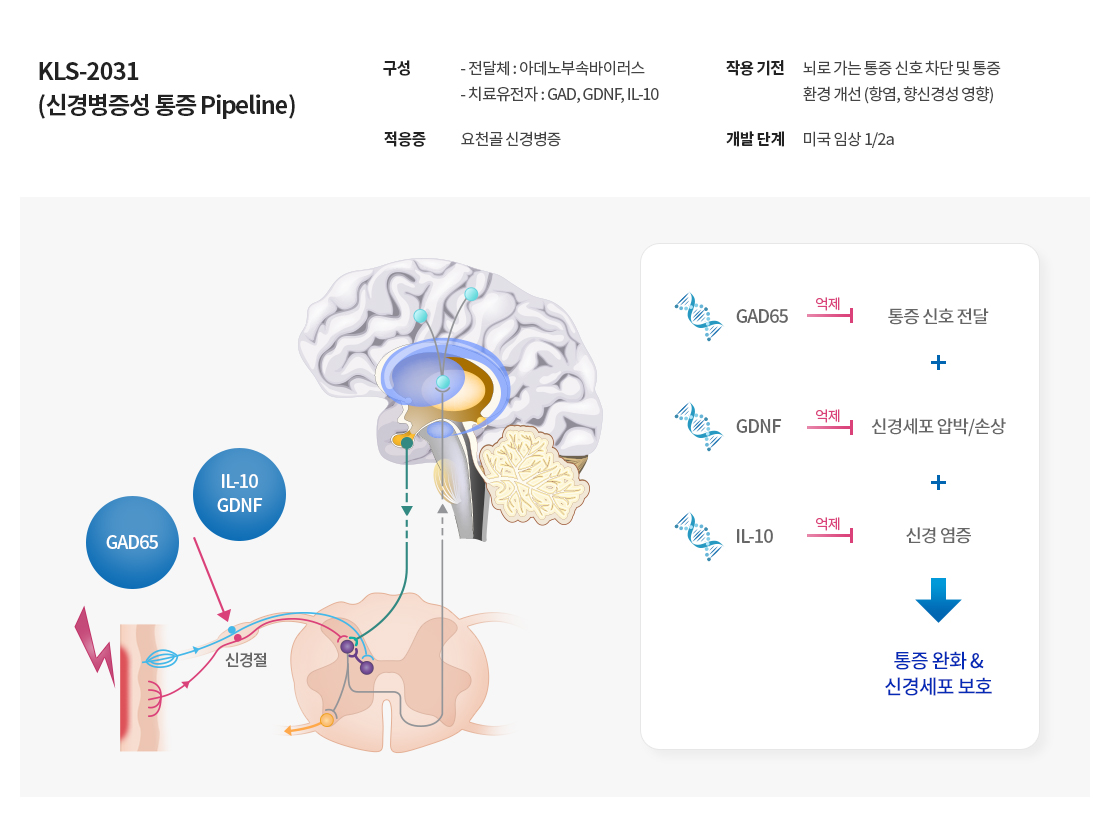 KLS-2031
(신경병증성 통증 Pipeline)
구성
- 전달체 : 아데노부속바이러스
- 치료유전자 : GAD, GDNF, IL-10
적응증
요천골 신경병증
작용 기전
뇌로 가는 통증 신호 차단 및 통증
환경 개선 (항염, 향신경성 영향)
개발 단계
미국 임상 1/2a
IL-10
GDNF
GAD65
신경절
GAD65
억제
통증 신호 전달
+
GDNF
억제
신경세포 압박/손상
+
IL-10
억제
신경 염증
통증 완화 &
신경세포 보호